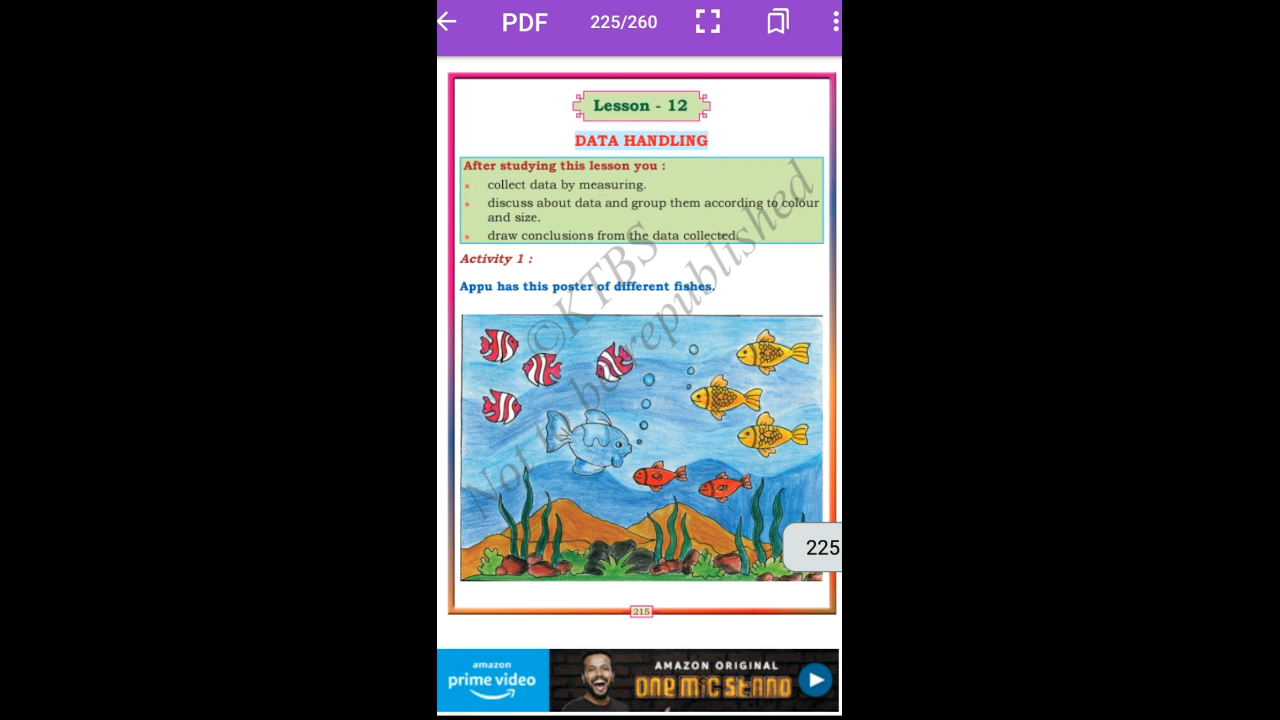 PDF 225/260
Lesson - 12
DATA HANDLING
After studying this lesson you :
* collect data by measuring.
* discuss about data and group them according to colour
and size.
* draw conclusions from the data collected.
Activity 1 :
Appu has this poster of different fishes.
©KTBS
Not to be republished
225
215
amazon
prime video
AMAZON ORIGINAL
ONE MIC STAND